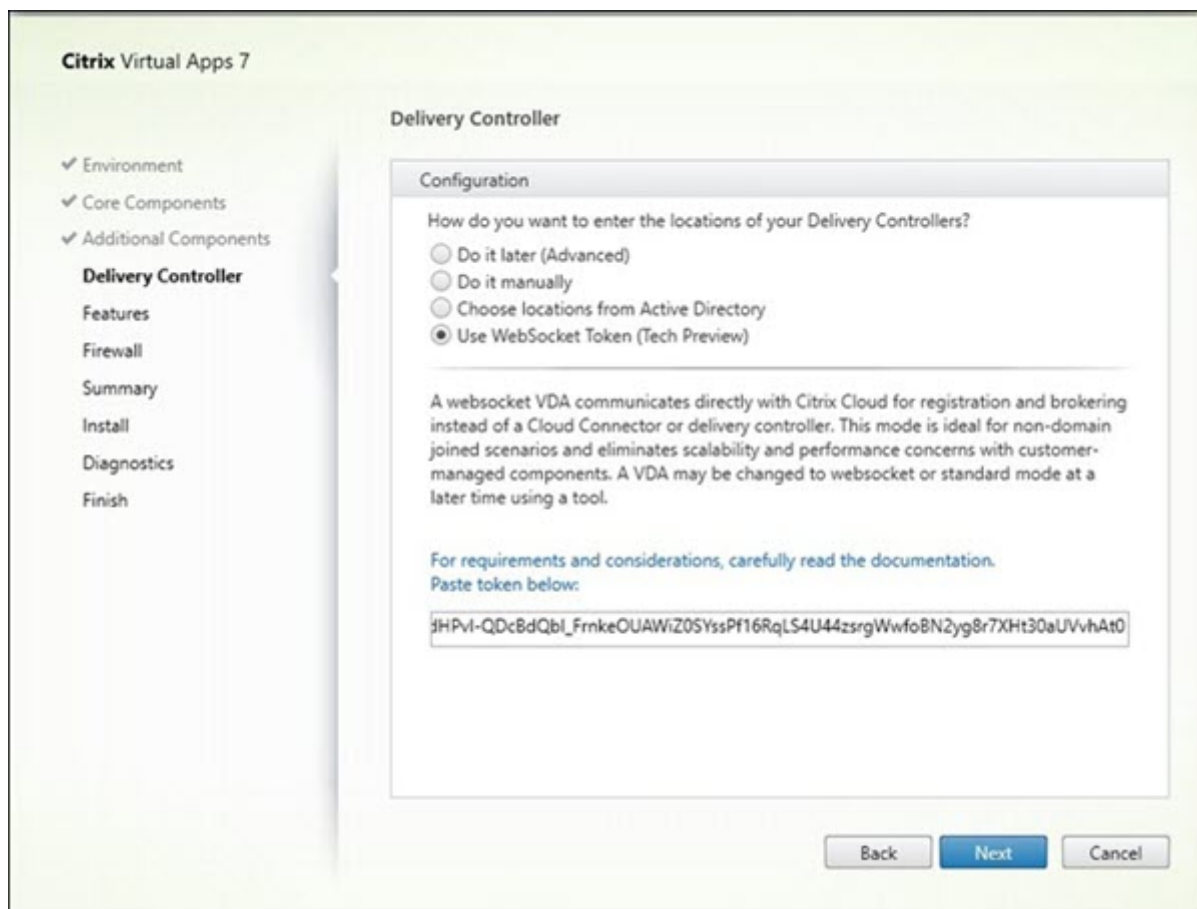 Citrix Virtual Apps 7
Delivery Controller
✔ Environment
✔ Core Components
✔ Additional Components
Delivery Controller
Features
Firewall
Summary
Install
Diagnostics
Finish
Configuration
How do you want to enter the locations of your Delivery Controllers?
Do it later (Advanced)
Do it manually
Choose locations from Active Directory
Use WebSocket Token (Tech Preview)
A websocket VDA communicates directly with Citrix Cloud for registration and brokering
instead of a Cloud Connector or delivery controller. This mode is ideal for non-domain
joined scenarios and eliminates scalability and performance concerns with customer-
managed components. A VDA may be changed to websocket or standard mode at a
later time using a tool.
For requirements and considerations, carefully read the documentation.
Paste token below:
Back
Next
Cancel